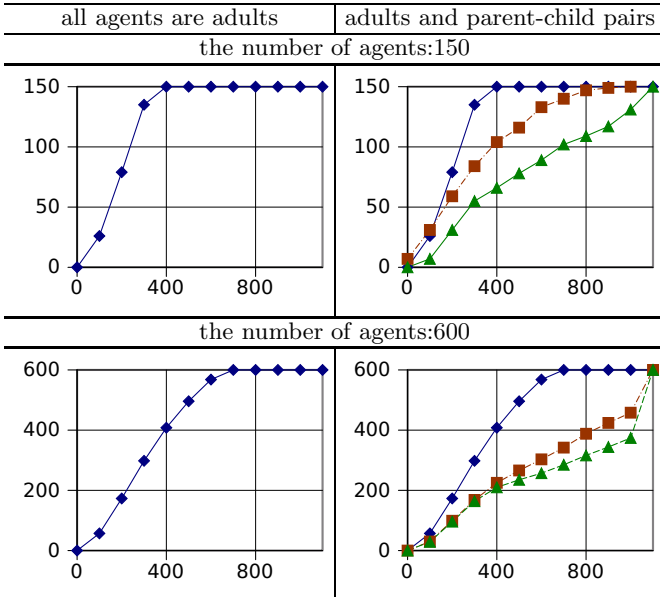 all agents are adults adults and parent-child pairs
the number of agents:150
150 150
100 100
50 50
0 0
0 400 800 0 400 800
the number of agents:600
600 600
400 400
200 200
0 0
0 400 800 0 400 800